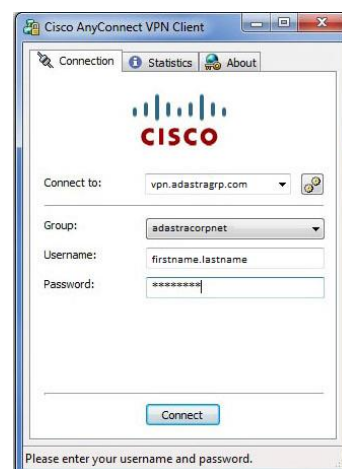 Cisco AnyConnect VPN Client
Connection
Statistics
About
CISCO
Connect to:
vpn.adastragrp.com
Group:
adastracorpnet
Username:
firstname.lastname
Password:
********
Connect
Please enter your username and password.